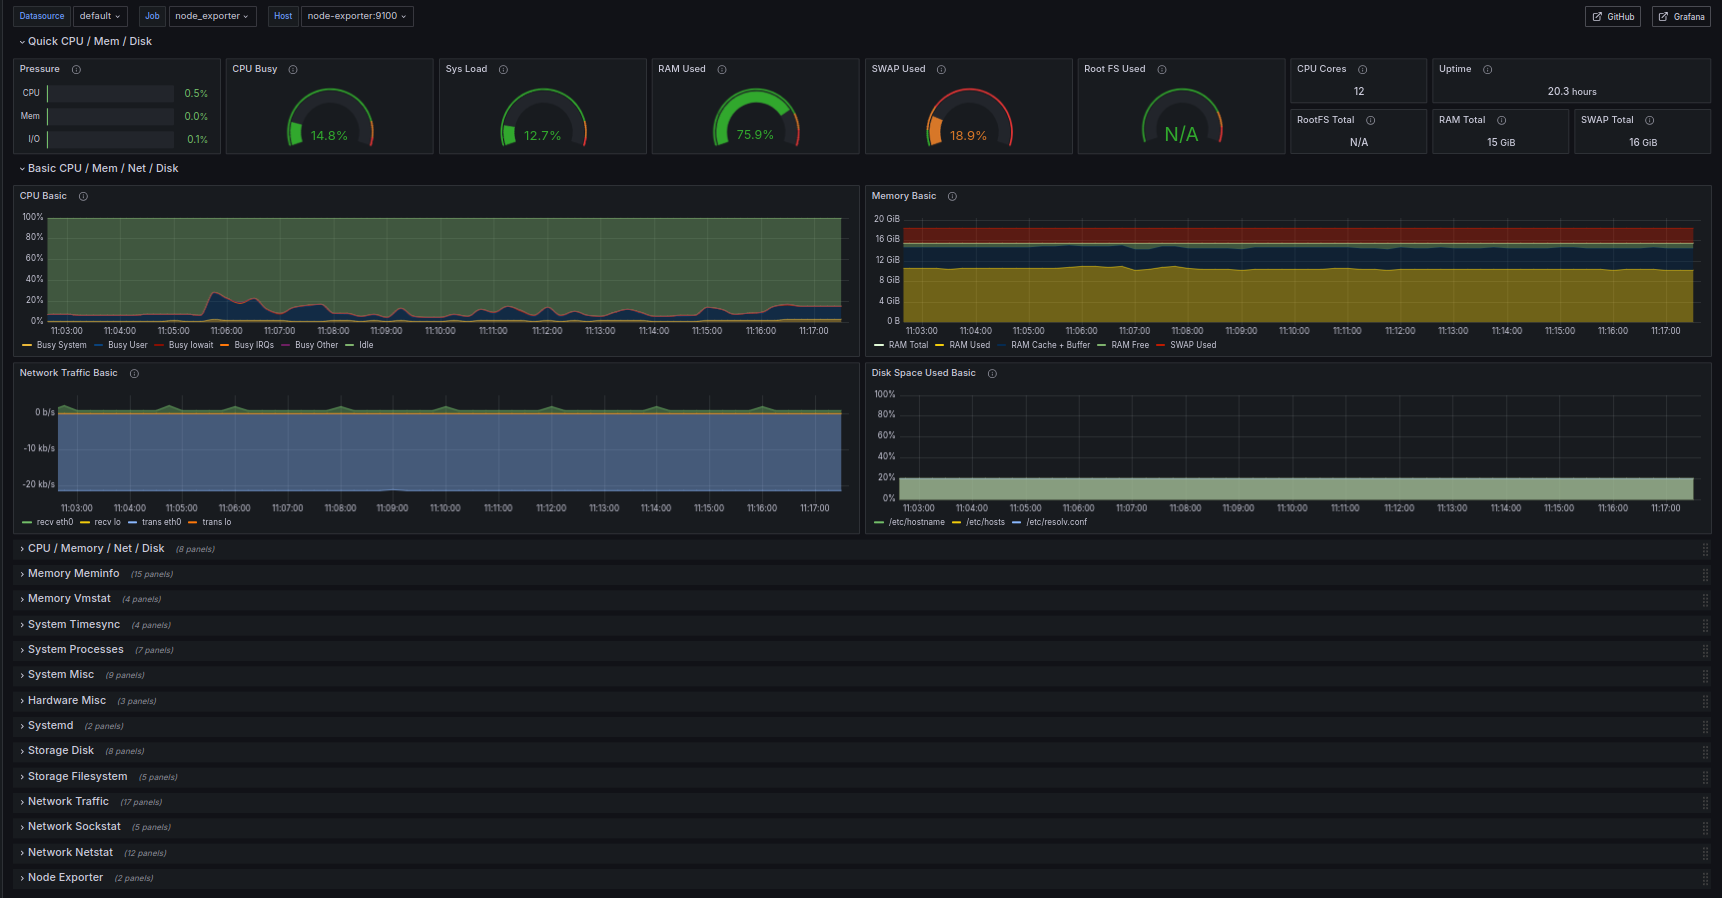 Datasource default Job node_exporter Host node-exporter:9100 GitHub Grafana
Quick CPU / Mem / Disk
Pressure CPU Busy Sys Load RAM Used SWAP Used Root FS Used CPU Cores Uptime
CPU 0.5%
Mem 0.0%
I/O 0.1%
14.8%
12.7%
75.9%
18.9%
N/A
12
20.3 hours
RootFS Total RAM Total SWAP Total
N/A 15 GiB 16 GiB
Basic CPU / Mem / Net / Disk
CPU Basic
100%
80%
60%
40%
20%
0%
11:03:00 11:04:00 11:05:00 11:06:00 11:07:00 11:08:00 11:09:00 11:10:00 11:11:00 11:12:00 11:13:00 11:14:00 11:15:00 11:16:00 11:17:00
Busy System Busy User Busy Iowait Busy IRQs Busy Other Idle
Memory Basic
20 GiB
16 GiB
12 GiB
8 GiB
4 GiB
0 B
11:03:00 11:04:00 11:05:00 11:06:00 11:07:00 11:08:00 11:09:00 11:10:00 11:11:00 11:12:00 11:13:00 11:14:00 11:15:00 11:16:00 11:17:00
RAM Total RAM Used RAM Cache + Buffer RAM Free SWAP Used
Network Traffic Basic
0 b/s
-10 kb/s
-20 kb/s
11:03:00 11:04:00 11:05:00 11:06:00 11:07:00 11:08:00 11:09:00 11:10:00 11:11:00 11:12:00 11:13:00 11:14:00 11:15:00 11:16:00 11:17:00
recv eth0 recv lo trans eth0 trans lo
Disk Space Used Basic
100%
80%
60%
40%
20%
0%
11:03:00 11:04:00 11:05:00 11:06:00 11:07:00 11:08:00 11:09:00 11:10:00 11:11:00 11:12:00 11:13:00 11:14:00 11:15:00 11:16:00 11:17:00
/etc/hostname /etc/hosts /etc/resolv.conf
CPU / Memory / Net / Disk (8 panels)
Memory Meminfo (15 panels)
Memory Vmstat (4 panels)
System Timesync (4 panels)
System Processes (7 panels)
System Misc (9 panels)
Hardware Misc (3 panels)
Systemd (2 panels)
Storage Disk (8 panels)
Storage Filesystem (5 panels)
Network Traffic (17 panels)
Network Sockstat (5 panels)
Network Netstat (12 panels)
Node Exporter (2 panels)